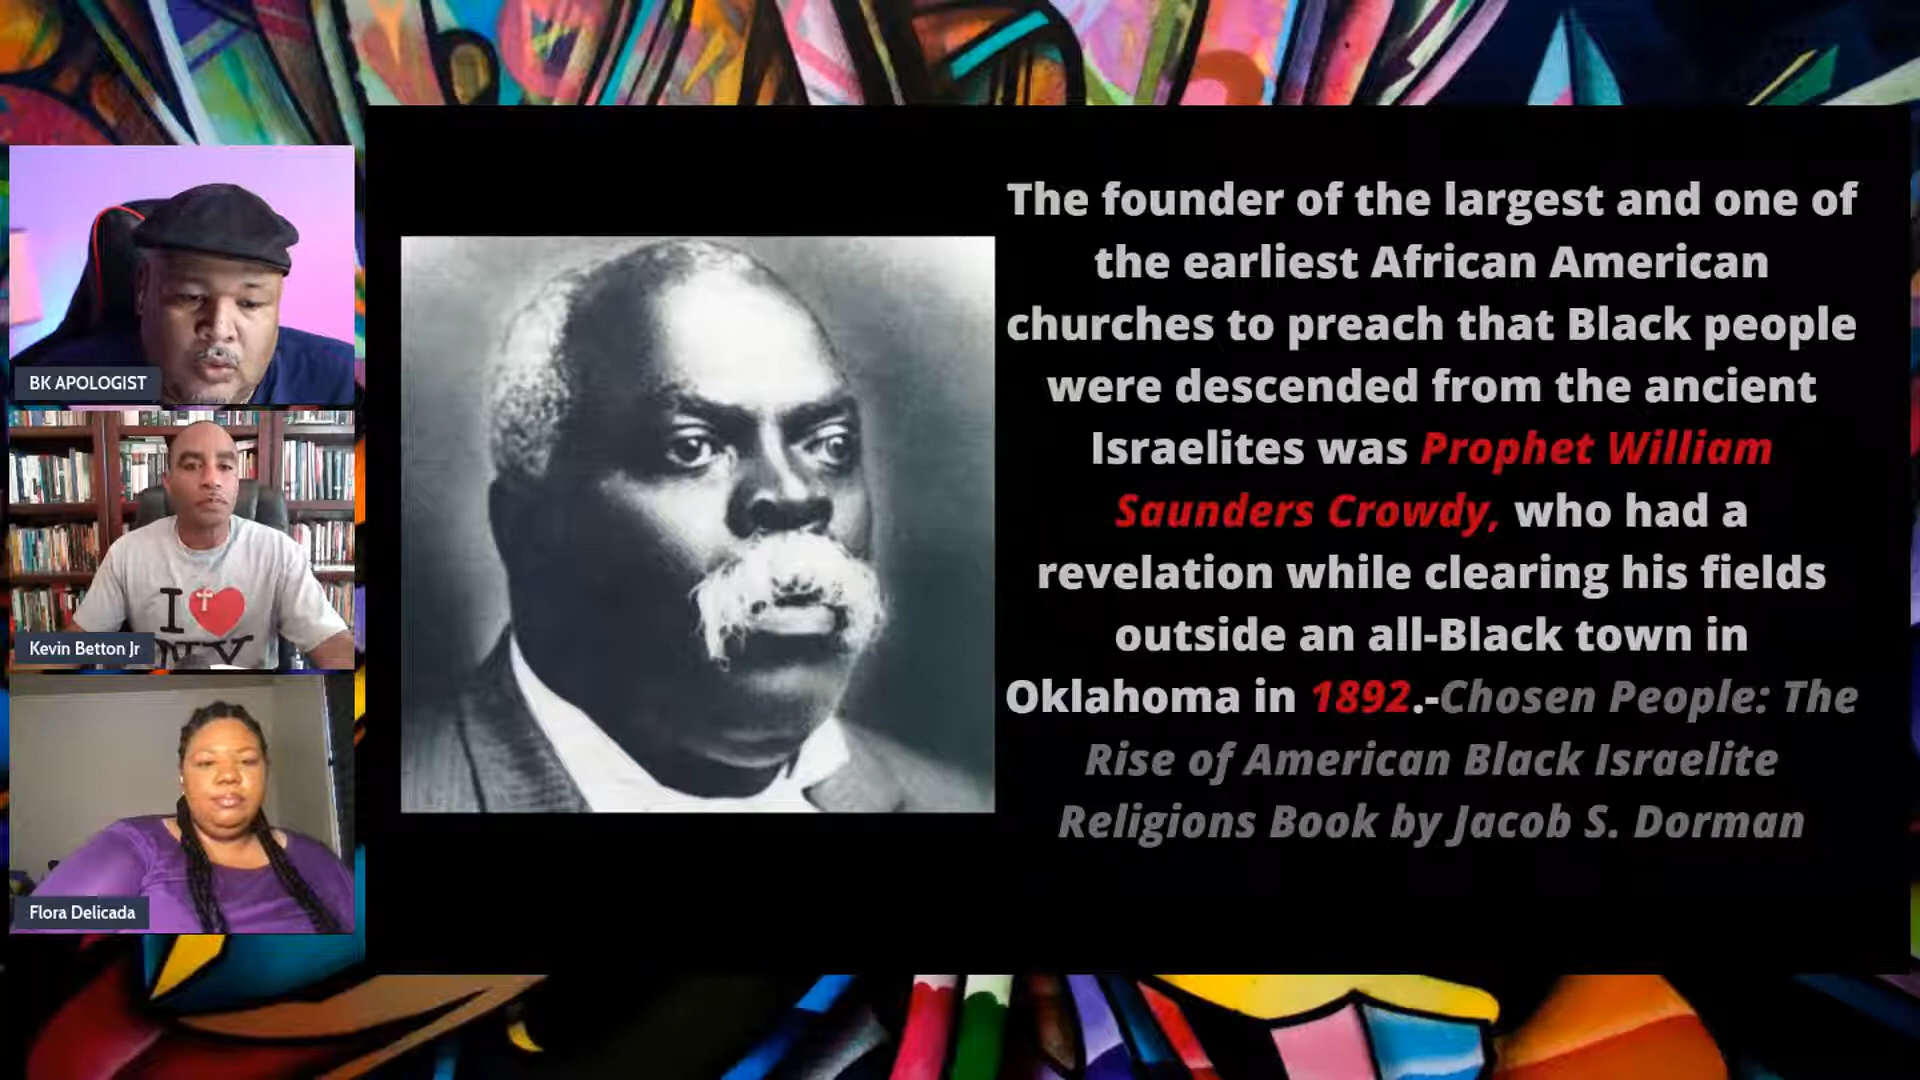 BK APOLOGIST
I
NY
Kevin Betton Jr
Flora Delicada
The founder of the largest and one of
the earliest African American
churches to preach that Black people
were descended from the ancient
Israelites was Prophet William
Saunders Crowdy, who had a
revelation while clearing his fields
outside an all-Black town in
Oklahoma in 1892.-Chosen People: The
Rise of American Black Israelite
Religions Book by Jacob S. Dorman